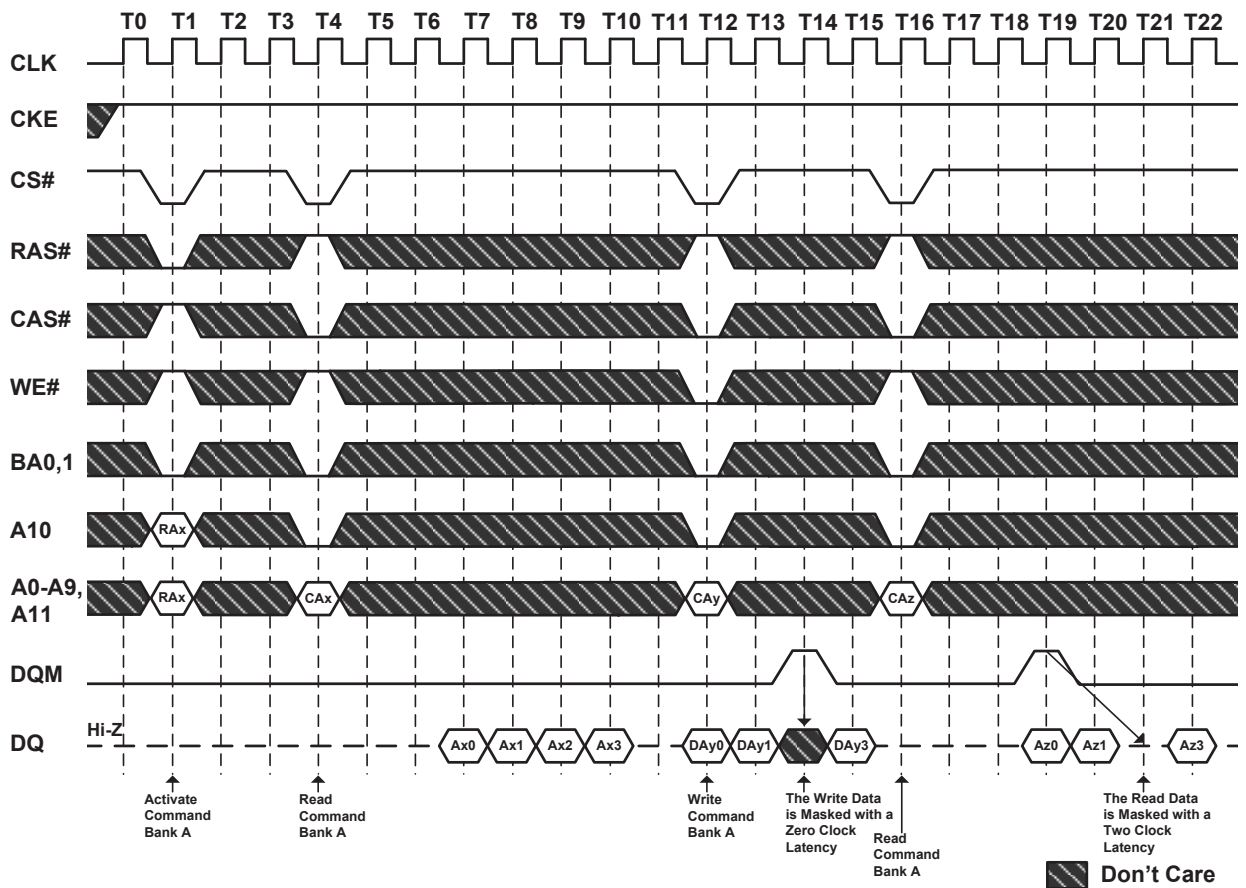 T0 T1 T2 T3 T4 T5 T6 T7 T8 T9 T10 T11 T12 T13 T14 T15 T16 T17 T18 T19 T20 T21 T22
CLK
CKE
CS#
RAS#
CAS#
WE#
BA0,1
A10 RAx
A0-A9,
A11
RAx CAx CAy CAz
DQM
Hi-Z
DQ Ax0 Ax1 Ax2 Ax3 DAy0 DAy1 DAy3 Az0 Az1 Az3
Activate
Command
Bank A
Read
Command
Bank A
Write
Command
Bank A
The Write Data
is Masked with a
Zero Clock
Latency
Read
Command
Bank A
The Read Data
is Masked with a
Two Clock
Latency
Don't Care